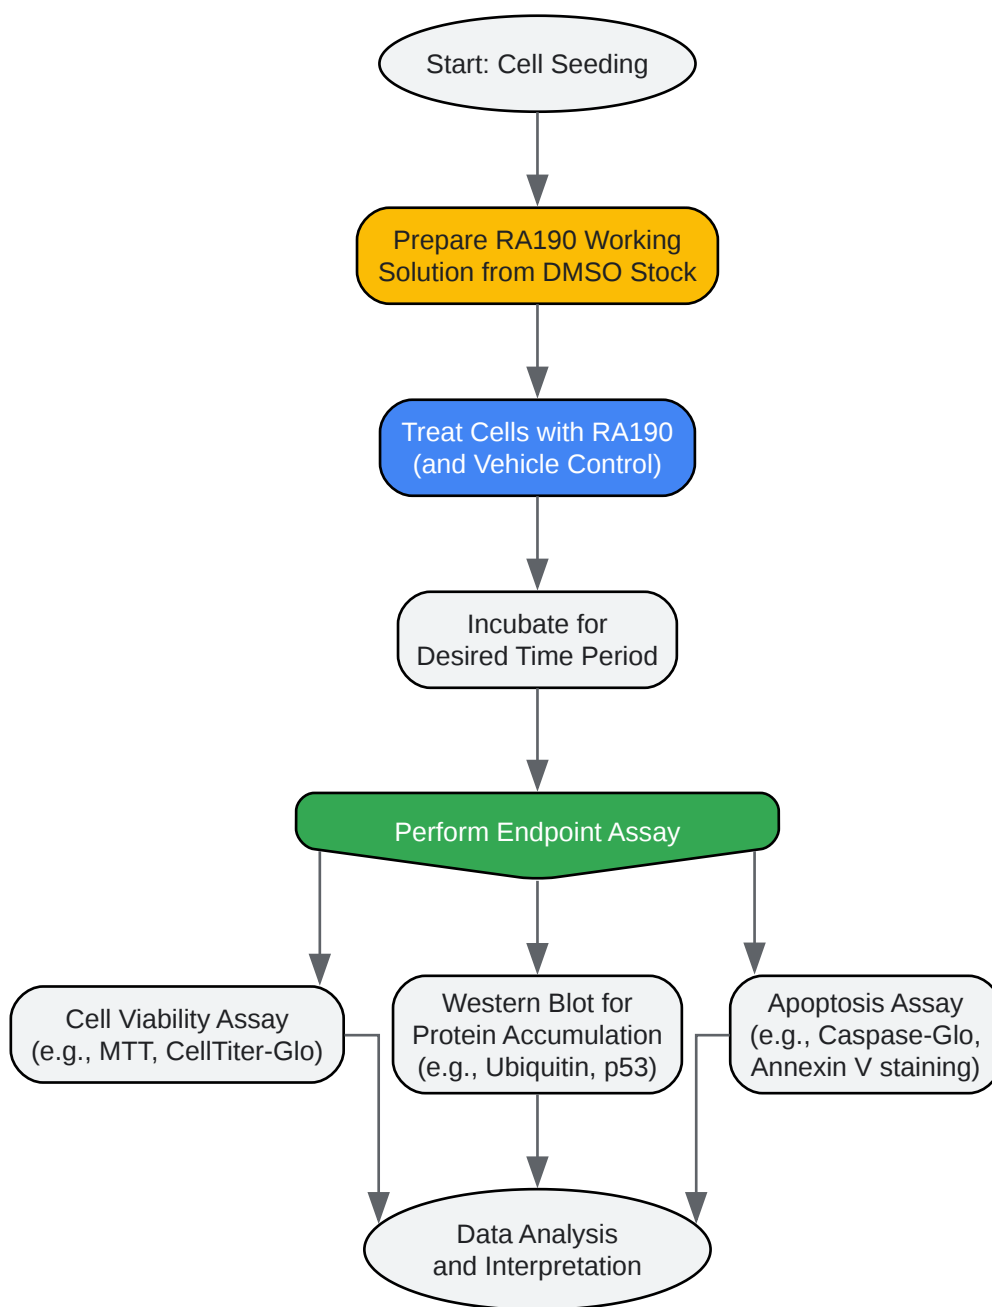 Start: Cell Seeding
Prepare RA190 Working
Solution from DMSO Stock
Treat Cells with RA190
(and Vehicle Control)
Incubate for
Desired Time Period
Perform Endpoint Assay
Cell Viability Assay
(e.g., MTT, CellTiter-Glo)
Western Blot for
Protein Accumulation
(e.g., Ubiquitin, p53)
Apoptosis Assay
(e.g., Caspase-Glo,
Annexin V staining)
Data Analysis
and Interpretation